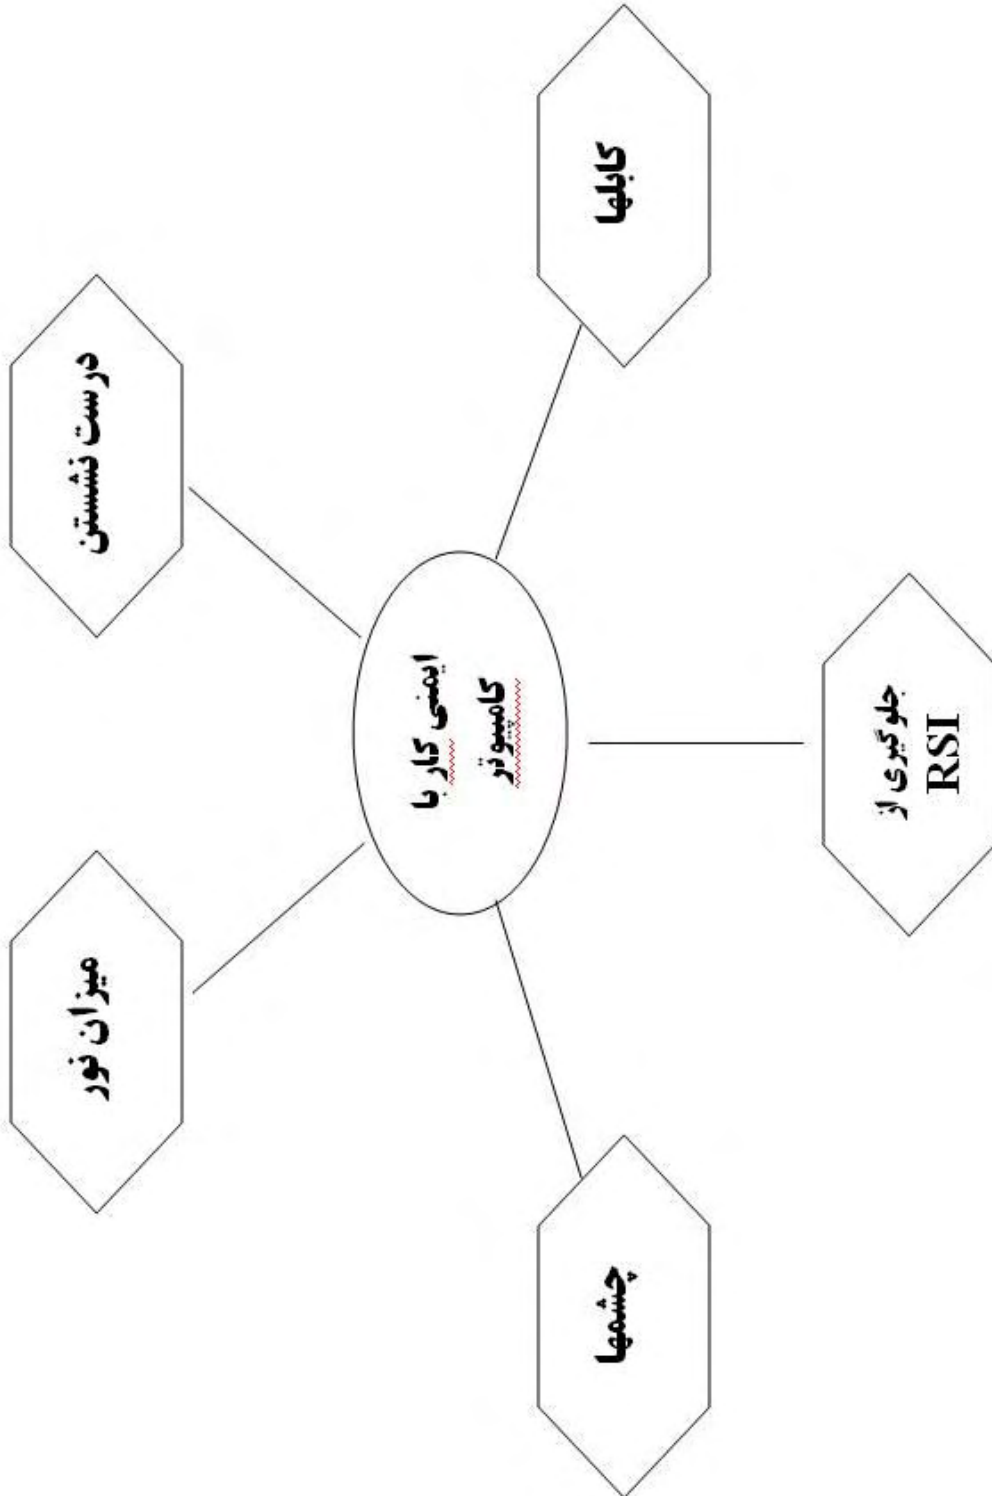 ایمنی کار با
کامپیوتر
کابلها
درست نشستن
میزان نور
چشمها
جلوگیری از
RSI